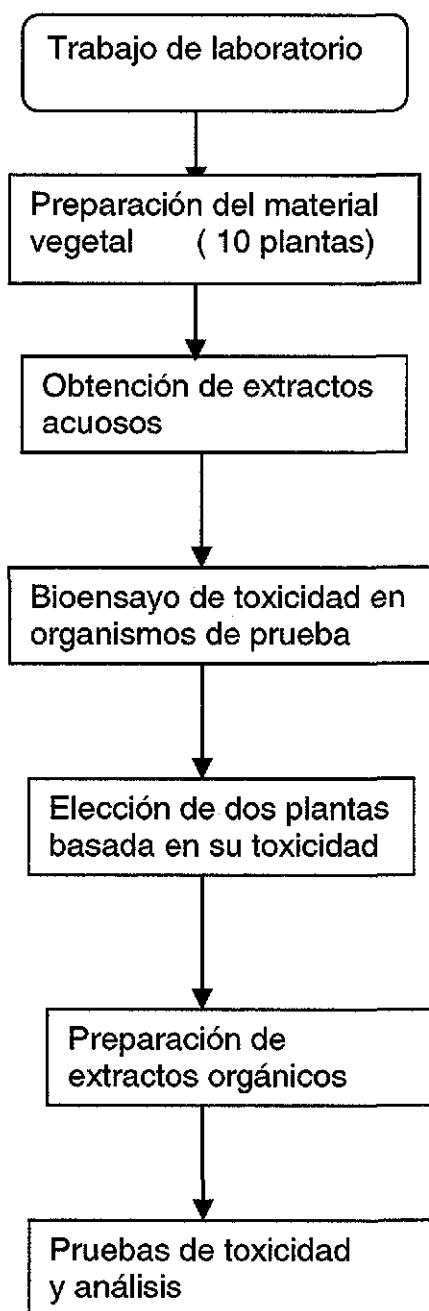 Trabajo de laboratorio
Preparación del material
vegetal ( 10 plantas)
Obtención de extractos
acuosos
Bioensayo de toxicidad en
organismos de prueba
Elección de dos plantas
basada en su toxicidad
Preparación de
extractos orgánicos
Pruebas de toxicidad
y análisis